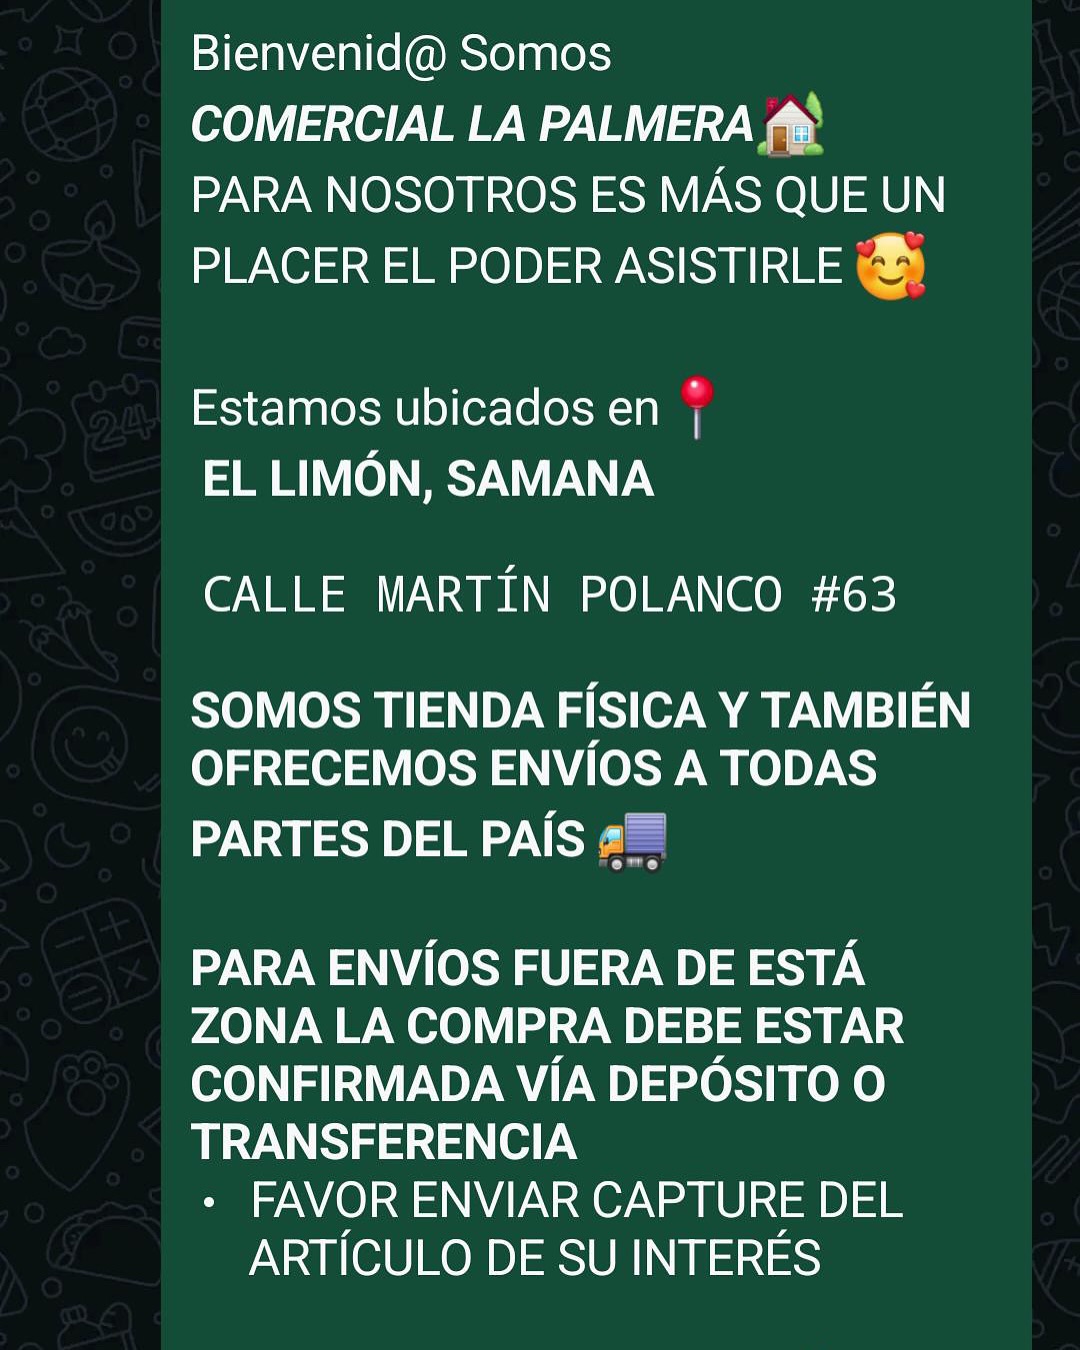 Bienvenid@ Somos
COMERCIAL LA PALMERA🏡
PARA NOSOTROS ES MÁS QUE UN
PLACER EL PODER ASISTIRLE 🥰
Estamos ubicados en 📍
EL LIMÓN, SAMANA
CALLE MARTÍN POLANCO #63
SOMOS TIENDA FÍSICA Y TAMBIÉN
OFRECEMOS ENVÍOS A TODAS
PARTES DEL PAÍS 🚚
PARA ENVÍOS FUERA DE ESTÁ
ZONA LA COMPRA DEBE ESTAR
CONFIRMADA VÍA DEPÓSITO O
TRANSFERENCIA
• FAVOR ENVIAR CAPTURE DEL
ARTÍCULO DE SU INTERÉS
24